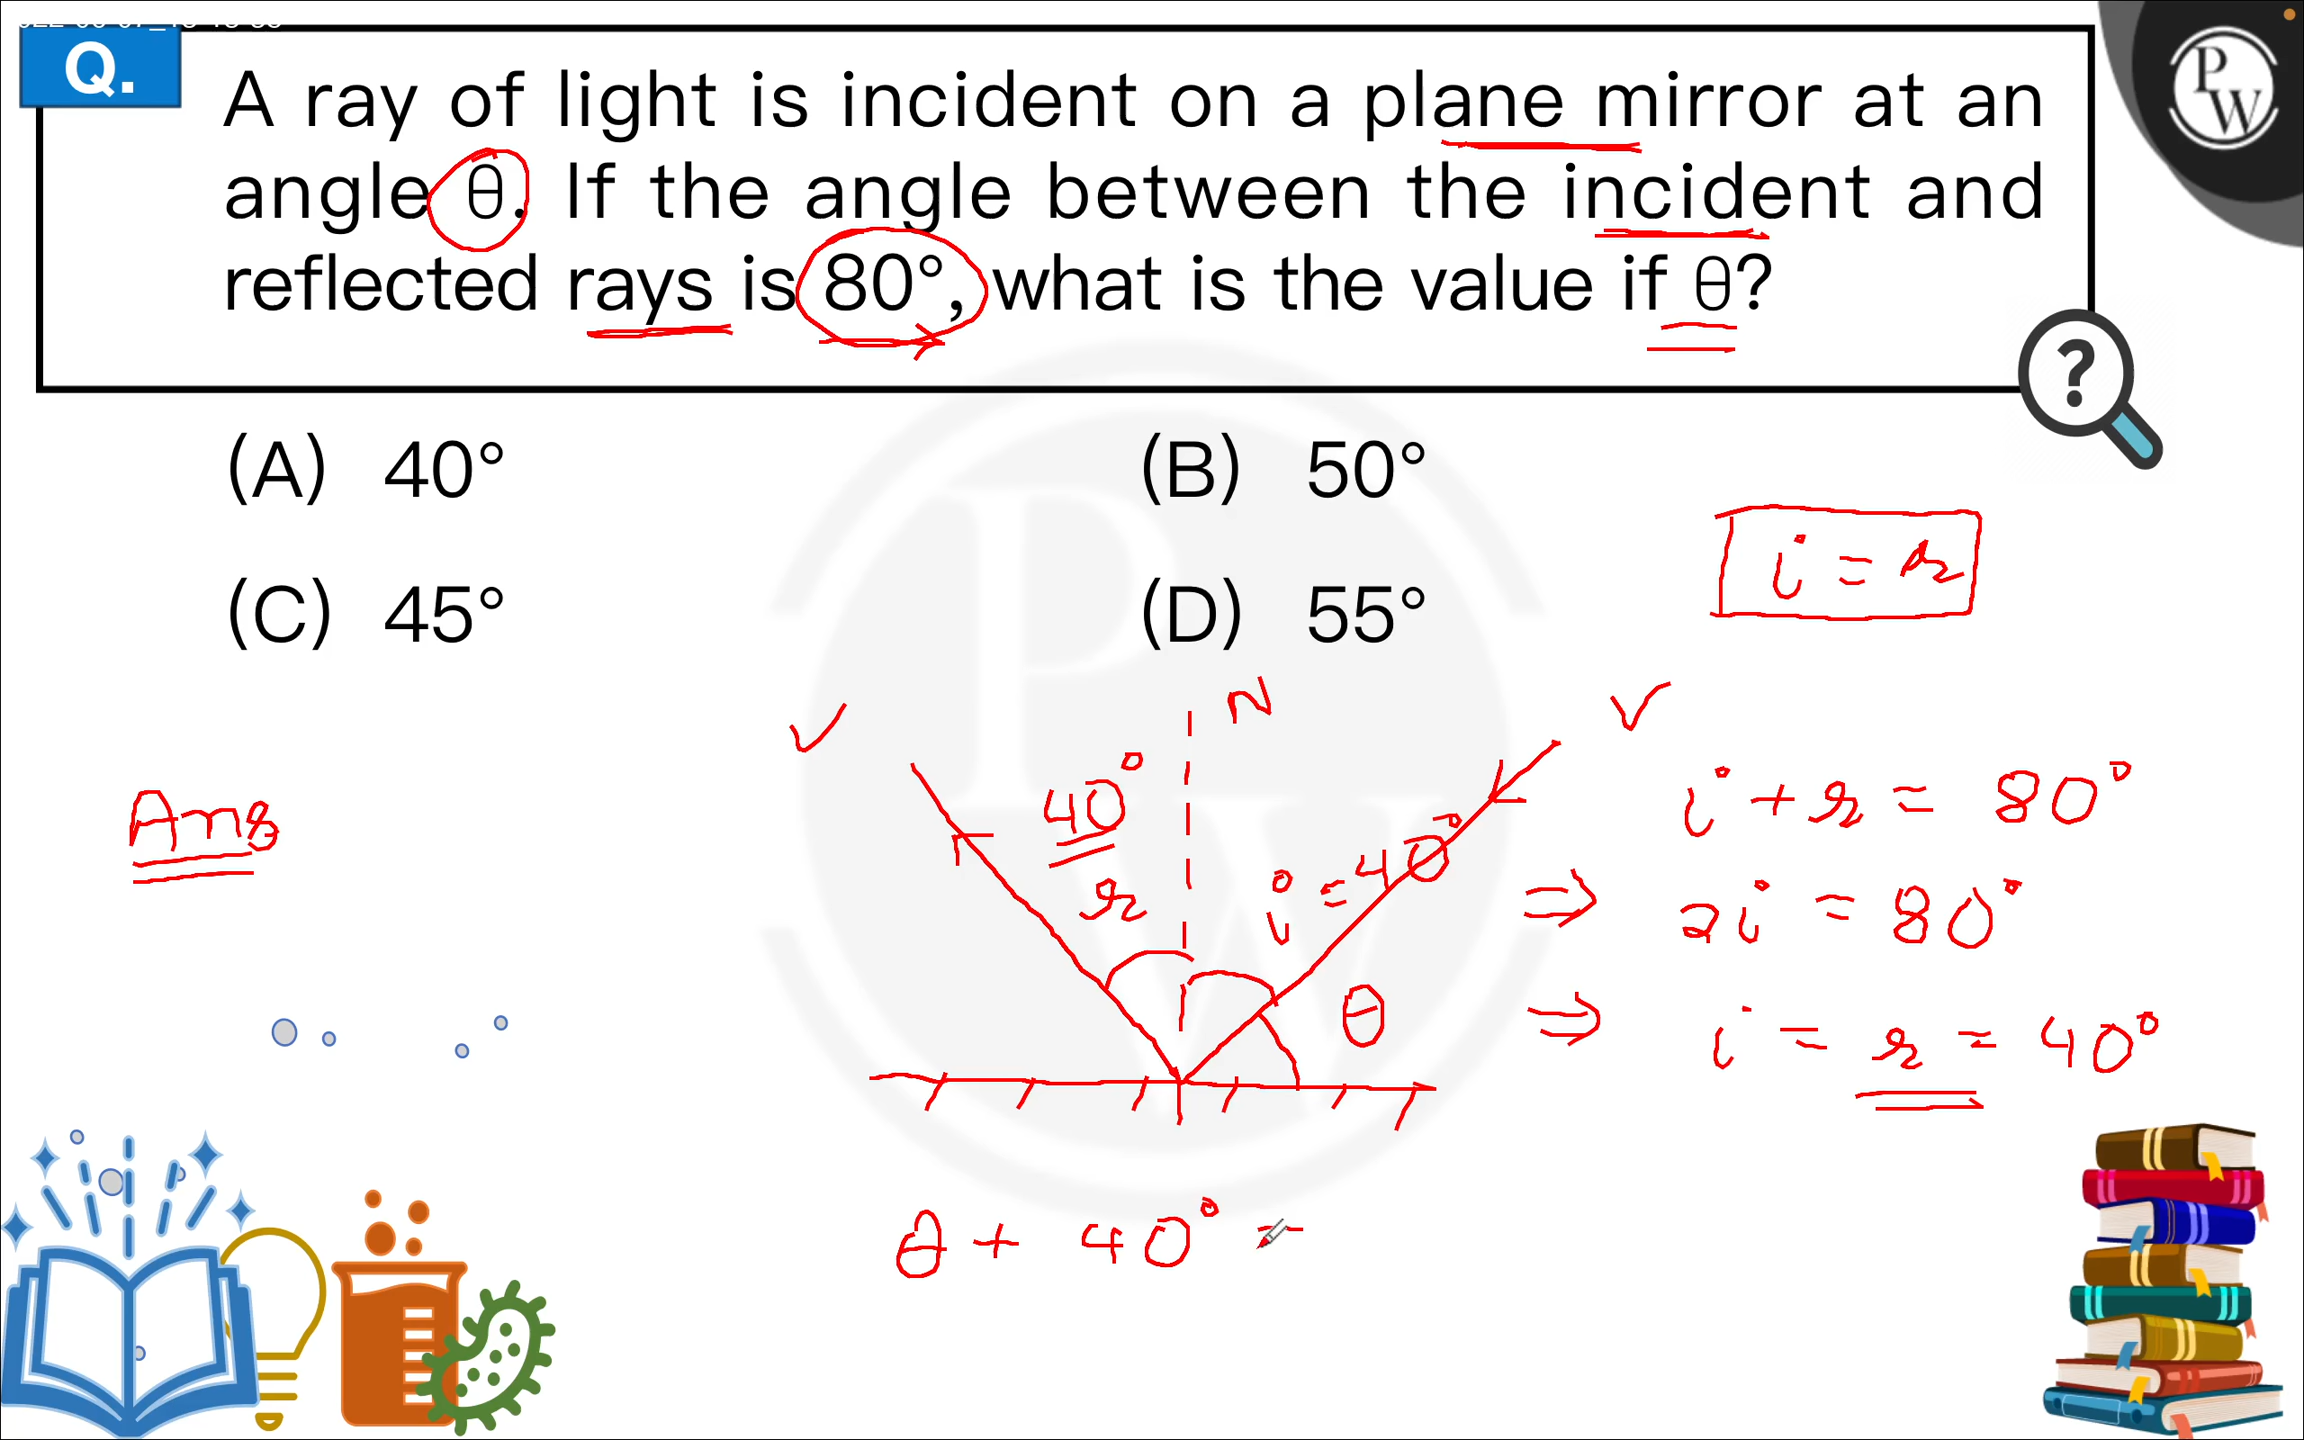 Q.
A ray of light is incident on a plane mirror at an
angle θ. If the angle between the incident and
reflected rays is 80°, what is the value if θ?
PW
?
(A) 40°
(B) 50°
(C) 45°
(D) 55°
i = r
N
40°
i + r = 80°
Ans
r
i = 40°
⇒ 2i = 80°
θ
⇒ i = r = 40°
θ + 40° =